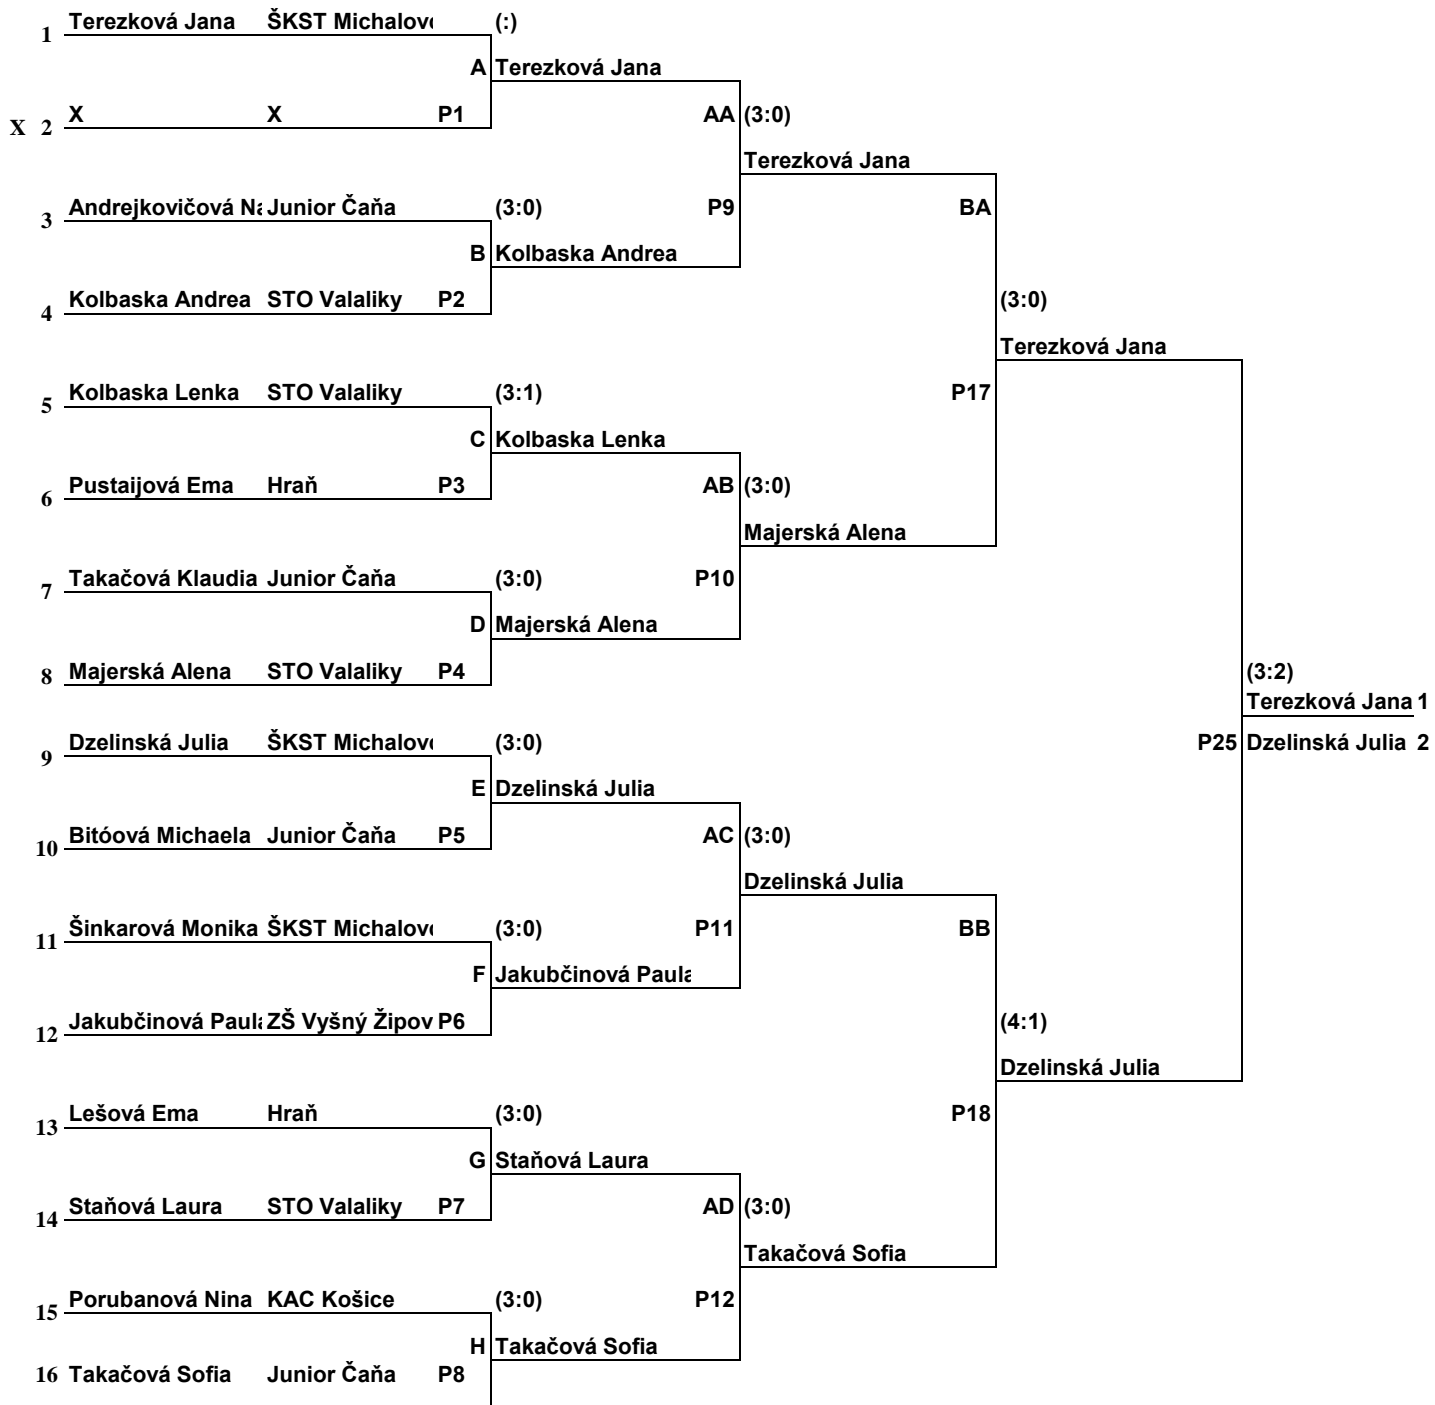 1 Terezková Jana ŠKST Michalovc (:)
A Terezková Jana
X 2 X X P1 AA (3:0)
Terezková Jana
3 Andrejkovičová Na Junior Čaňa (3:0) P9 BA
B Kolbaska Andrea
4 Kolbaska Andrea STO Valaliky P2 (3:0)
Terezková Jana
5 Kolbaska Lenka STO Valaliky (3:1) P17
C Kolbaska Lenka
6 Pustaijová Ema Hraň P3 AB (3:0)
Majerská Alena
7 Takačová Klaudia Junior Čaňa (3:0) P10
D Majerská Alena
8 Majerská Alena STO Valaliky P4 (3:2)
Terezková Jana 1
9 Dzelinská Julia ŠKST Michalovc (3:0) P25 Dzelinská Julia 2
E Dzelinská Julia
10 Bitóová Michaela Junior Čaňa P5 AC (3:0)
Dzelinská Julia
11 Šinkarová Monika ŠKST Michalovc (3:0) P11 BB
F Jakubčinová Paula
12 Jakubčinová Paula ZŠ Vyšný Žipov P6 (4:1)
Dzelinská Julia
13 Lešová Ema Hraň (3:0) P18
G Staňová Laura
14 Staňová Laura STO Valaliky P7 AD (3:0)
Takačová Sofia
15 Porubanová Nina KAC Košice (3:0) P12
H Takačová Sofia
16 Takačová Sofia Junior Čaňa P8